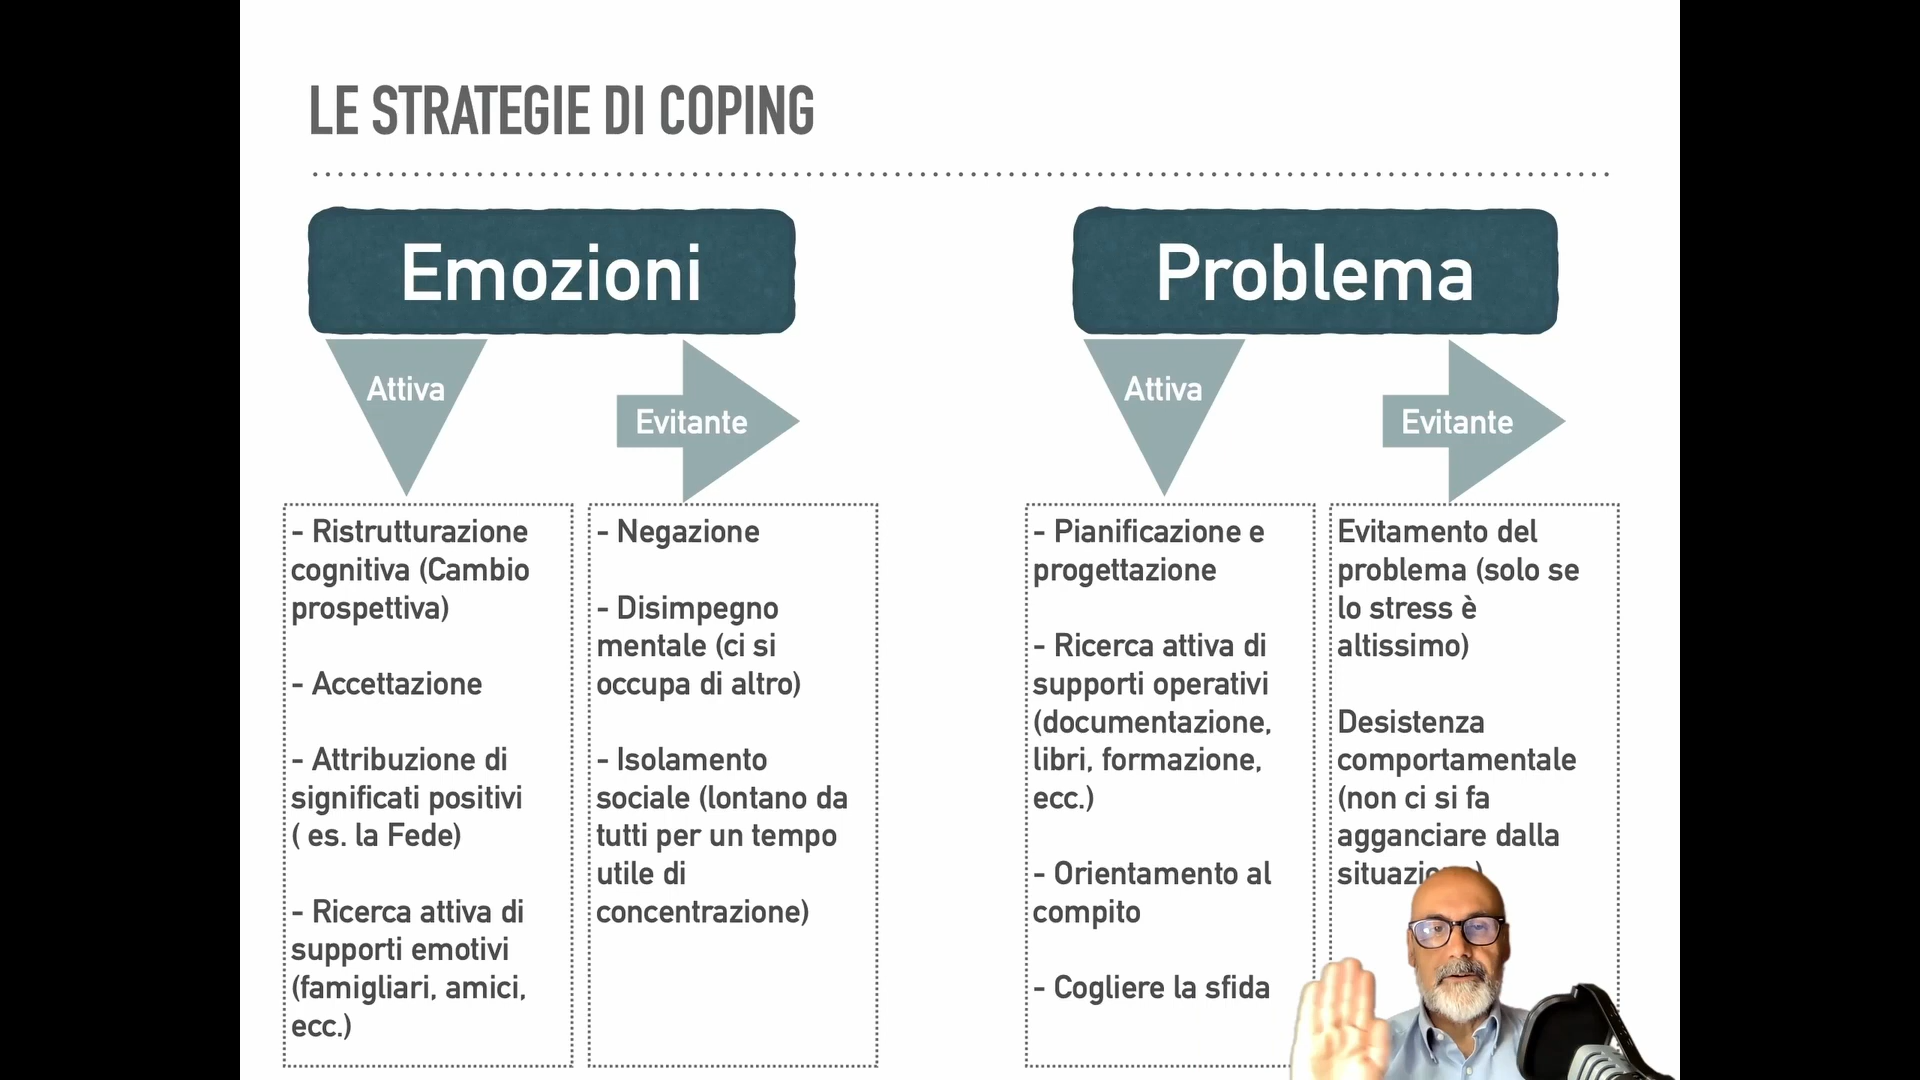 LE STRATEGIE DI COPING
Emozioni
Problema
Attiva
Evitante
Attiva
Evitante
- Ristrutturazione
cognitiva (Cambio
prospettiva)
- Accettazione
- Attribuzione di
significati positivi
( es. la Fede)
- Ricerca attiva di
supporti emotivi
(famigliari, amici,
ecc.)
- Negazione
- Disimpegno
mentale (ci si
occupa di altro)
- Isolamento
sociale (lontano da
tutti per un tempo
utile di
concentrazione)
- Pianificazione e
progettazione
- Ricerca attiva di
supporti operativi
(documentazione,
libri, formazione,
ecc.)
- Orientamento al
compito
- Cogliere la sfida
Evitamento del
problema (solo se
lo stress è
altissimo)
Desistenza
comportamentale
(non ci si fa
agganciare dalla